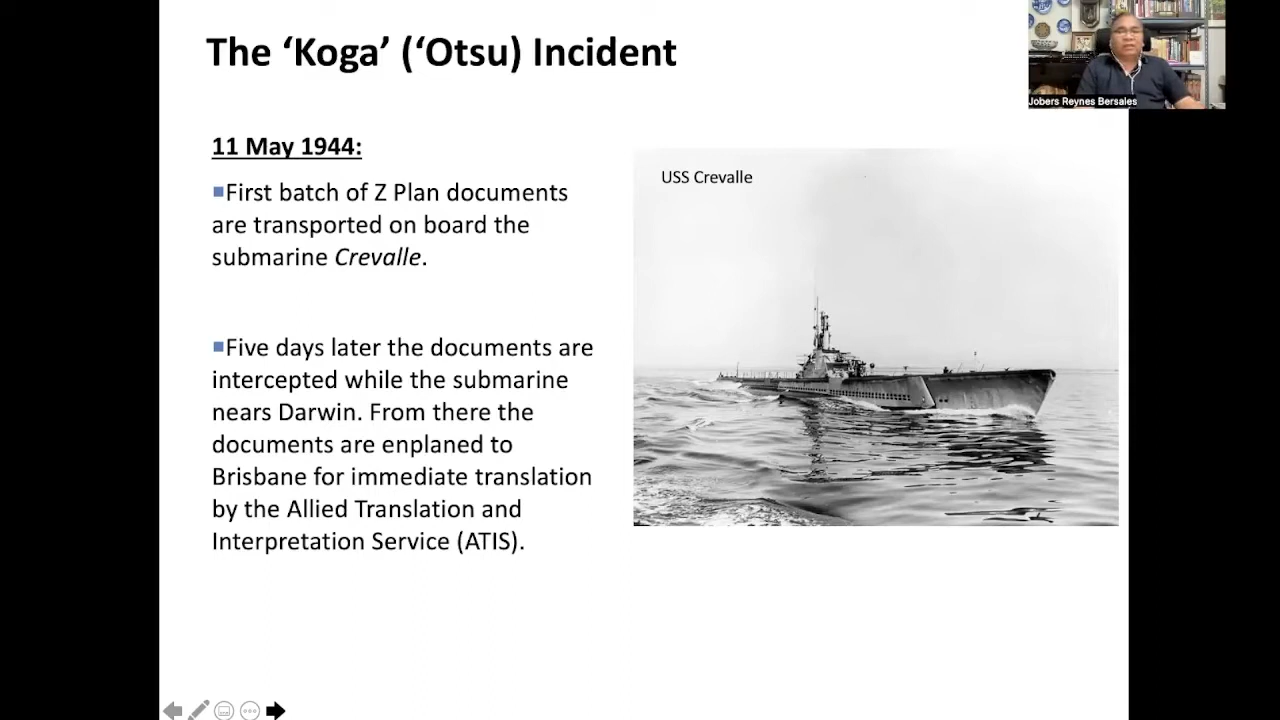 The ‘Koga’ (‘Otsu) Incident
Jobers Reynes Bersales
11 May 1944:
First batch of Z Plan documents
are transported on board the
submarine Crevalle.
Five days later the documents are
intercepted while the submarine
nears Darwin. From there the
documents are enplaned to
Brisbane for immediate translation
by the Allied Translation and
Interpretation Service (ATIS).
USS Crevalle